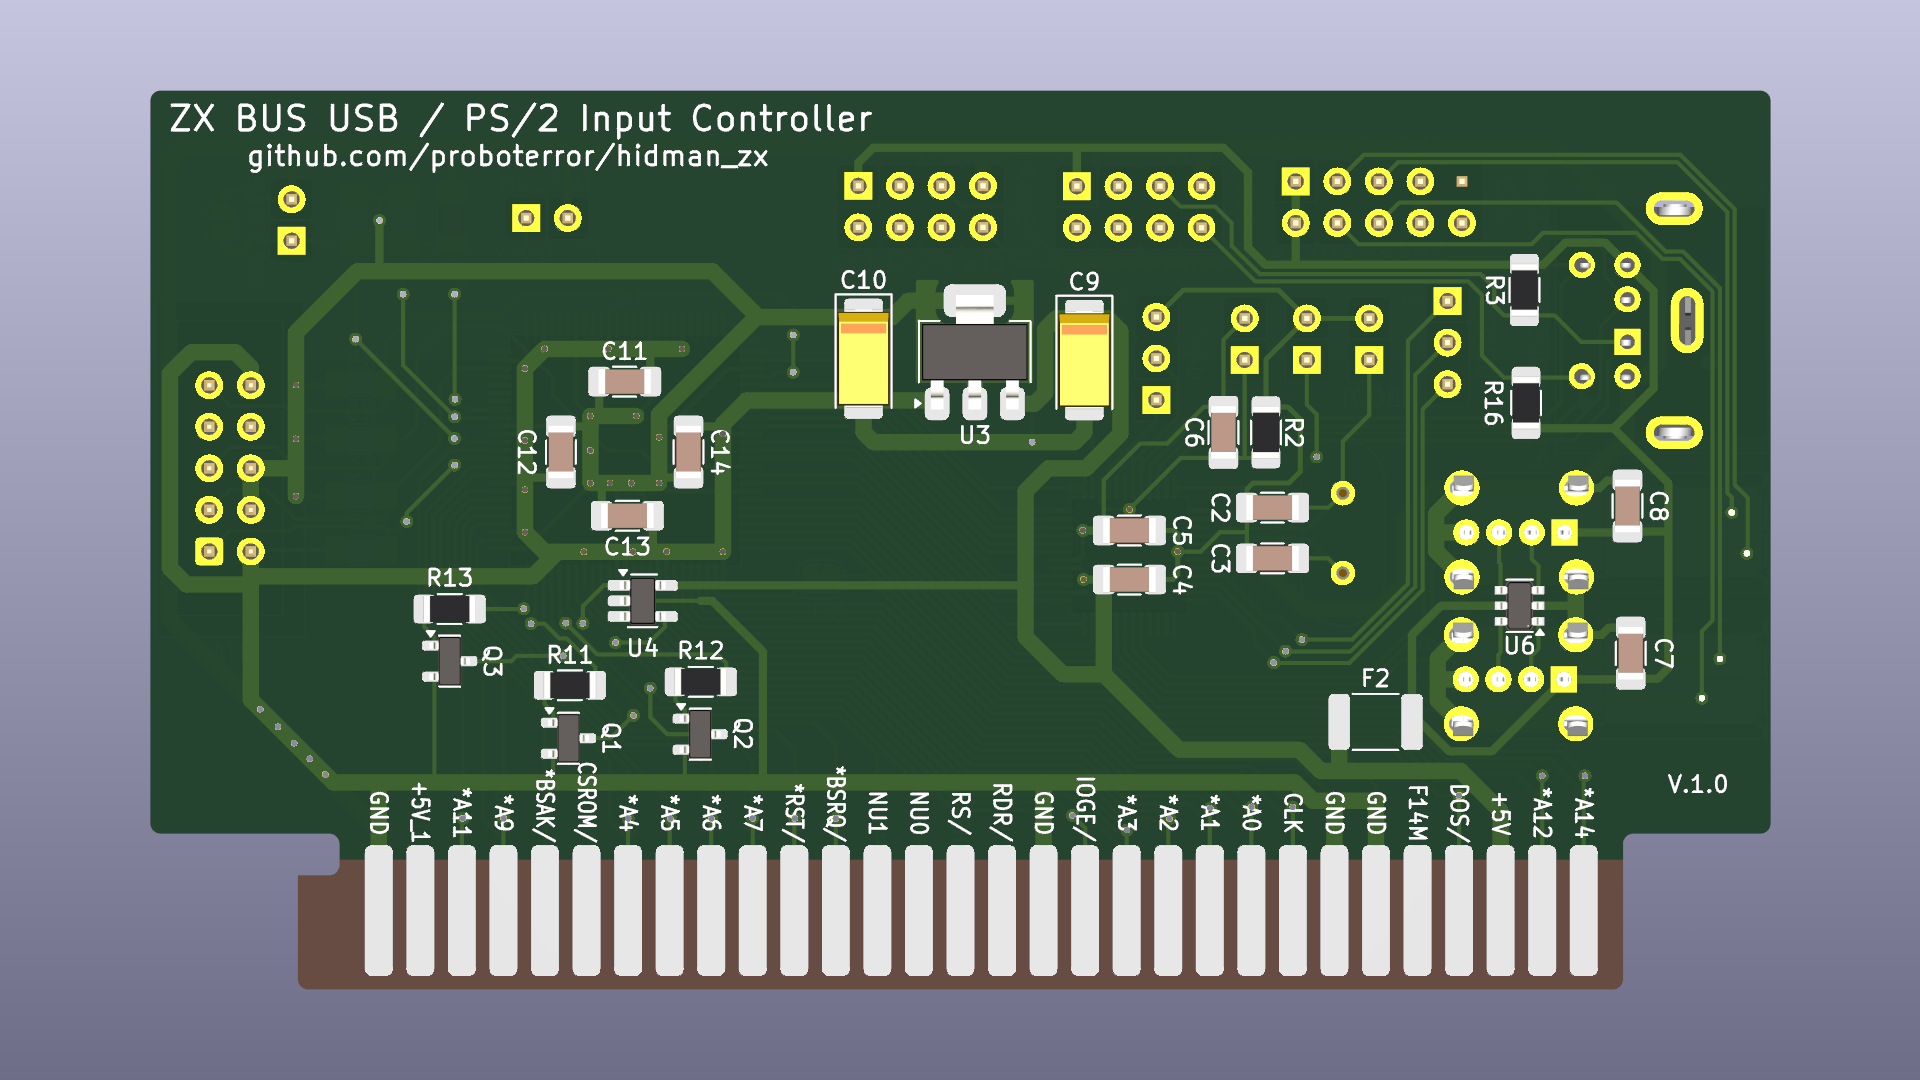 ZX BUS USB / PS/2 Input Controller
github.com/proboterror/hidman_zx
C10
C9
R3
C11
U3
R16
C12
C14
C6
R2
C2
C8
C5
C13
C3
C4
R13
U4
U6
Q3
R11
R12
C7
F2
Q1
Q2
V.1.0
GND
+5V_1
*A11
*A9
*BSAK/
CSROM/
*A4
*A5
*A6
*A7
*RST/
*BSRQ/
NU1
NU0
RS/
RDR/
GND
IOGE/
*A3
*A2
*A1
*A0
CLK
GND
GND
F14M
DOS/
+5V
*A12
*A14